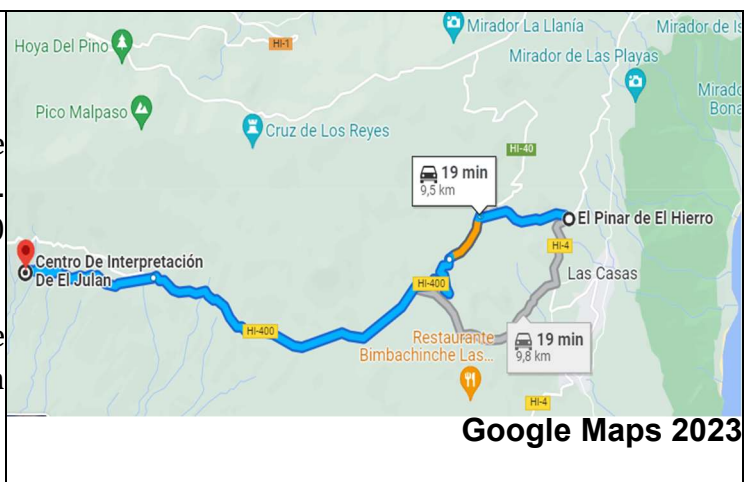 Mirador La Llanía
Mirador de Is
Hoya Del Pino
HI-1
Mirador de Las Playas
Mirado
Bona
Pico Malpaso
Cruz de Los Reyes
HI-40
19 min
9,5 km
El Pinar de El Hierro
HI-4
Centro De Interpretación
De El Julan
Las Casas
HI-400
HI-400
Restaurante
Bimbachinche Las...
19 min
9,8 km
HI-4
Google Maps 2023